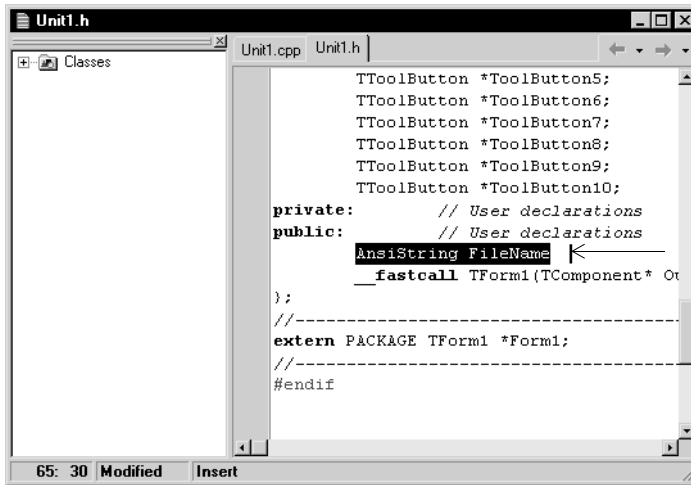 Unit1.h
Classes
Unit1.cpp Unit1.h
TToolButton *ToolButton5;
TToolButton *ToolButton6;
TToolButton *ToolButton7;
TToolButton *ToolButton8;
TToolButton *ToolButton9;
TToolButton *ToolButton10;
private: // User declarations
public: // User declarations
AnsiString FileName
__fastcall TForm1(TComponent* Ow
};
//----------------------------------------
extern PACKAGE TForm1 *Form1;
//----------------------------------------
#endif
65: 30 Modified Insert